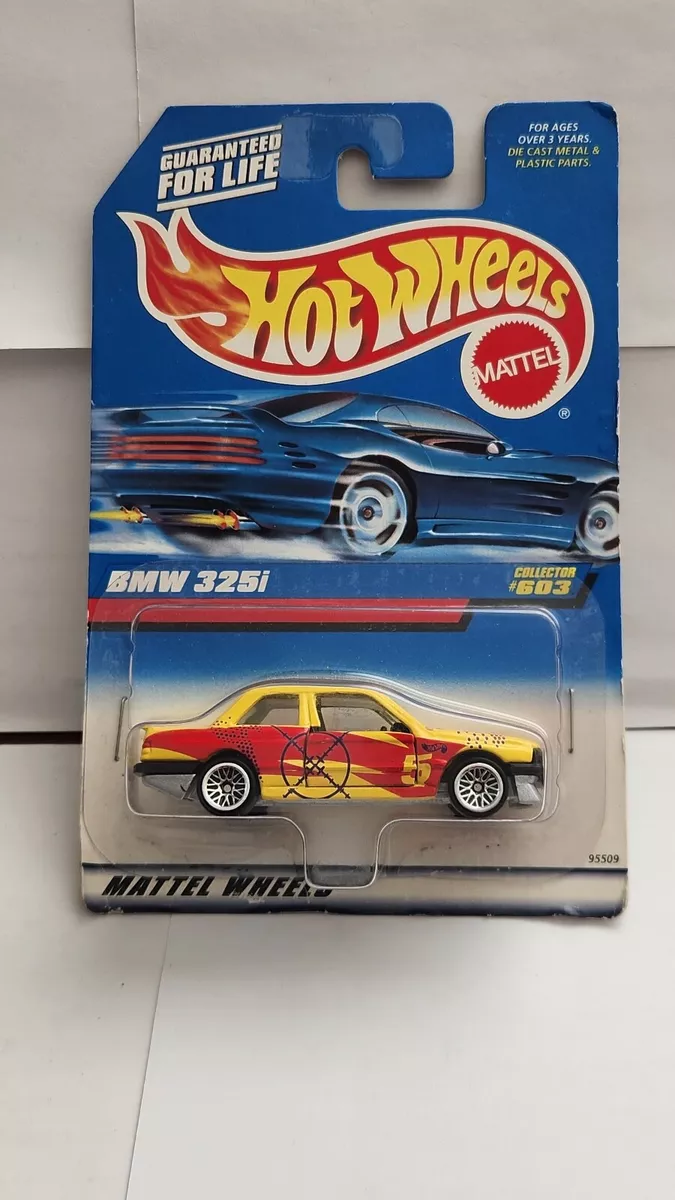 GUARANTEED
FOR LIFE
FOR AGES
OVER 3 YEARS.
DIE CAST METAL &
PLASTIC PARTS.
HOT WHEELS
MATTEL
®
BMW 325i
COLLECTOR
#603
5
95509
MATTEL WHEELS